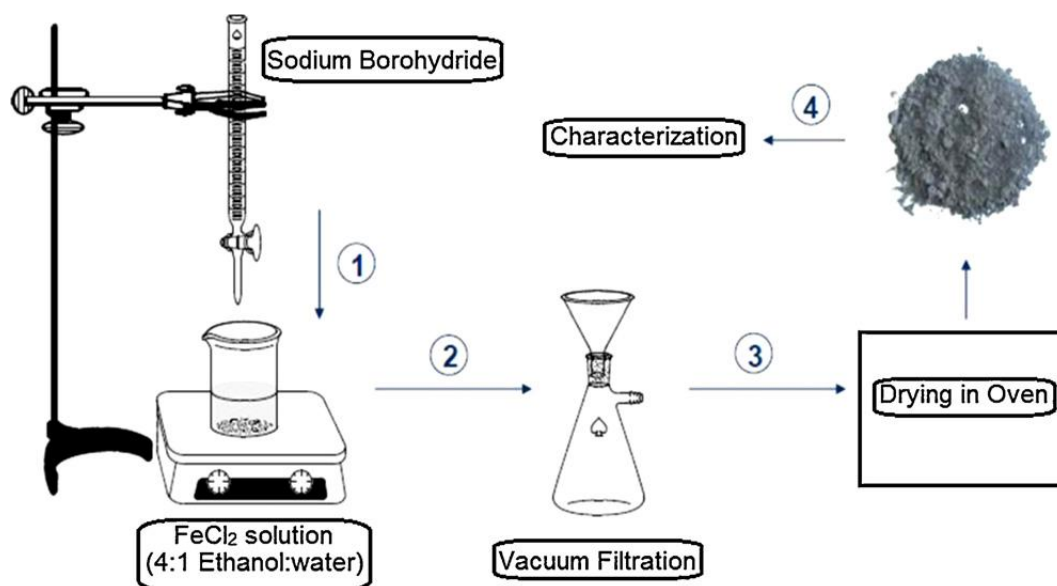 Sodium Borohydride
1
FeCl₂ solution
(4:1 Ethanol:water)
2
Vacuum Filtration
3
Drying in Oven
4
Characterization